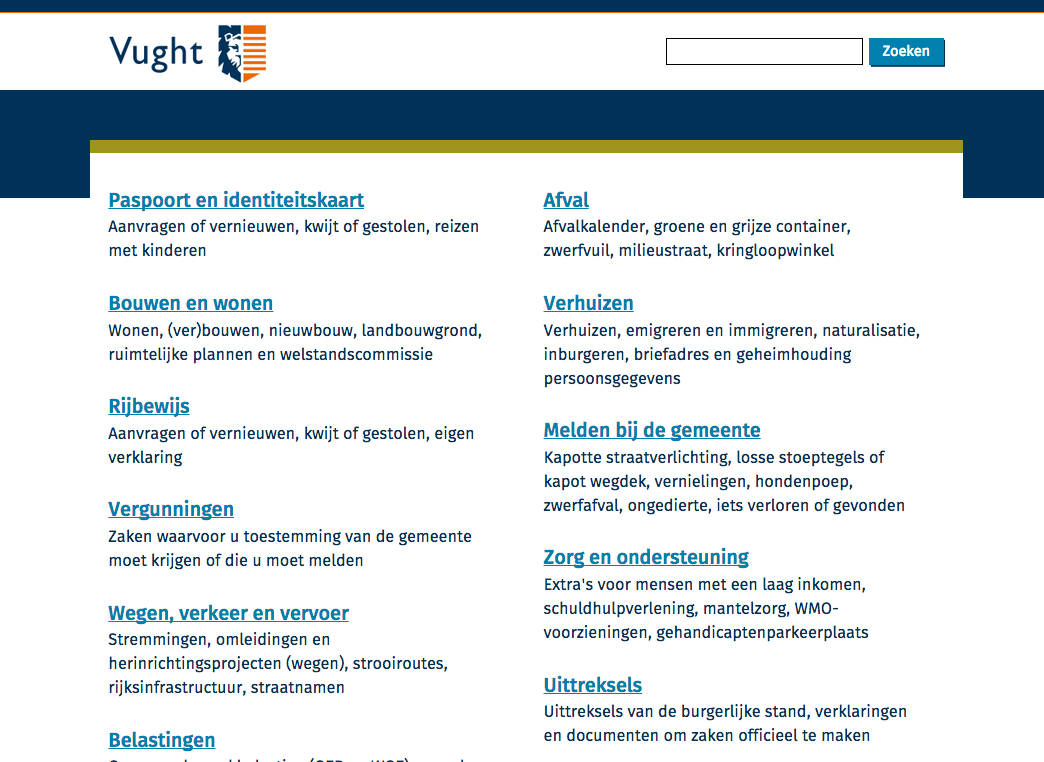 Vught
Zoeken
Paspoort en identiteitskaart
Aanvragen of vernieuwen, kwijt of gestolen, reizen
met kinderen
Bouwen en wonen
Wonen, (ver)bouwen, nieuwbouw, landbouwgrond,
ruimtelijke plannen en welstandscommissie
Rijbewijs
Aanvragen of vernieuwen, kwijt of gestolen, eigen
verklaring
Vergunningen
Zaken waarvoor u toestemming van de gemeente
moet krijgen of die u moet melden
Wegen, verkeer en vervoer
Stremmingen, omleidingen en
herinrichtingsprojecten (wegen), strooiroutes,
rijksinfrastructuur, straatnamen
Belastingen
Afval
Afvalkalender, groene en grijze container,
zwerfvuil, milieustraat, kringloopwinkel
Verhuizen
Verhuizen, emigreren en immigreren, naturalisatie,
inburgeren, briefadres en geheimhouding
persoonsgegevens
Melden bij de gemeente
Kapotte straatverlichting, losse stoeptegels of
kapot wegdek, vernielingen, hondenpoep,
zwerfafval, ongedierte, iets verloren of gevonden
Zorg en ondersteuning
Extra's voor mensen met een laag inkomen,
schuldhulpverlening, mantelzorg, WMO-
voorzieningen, gehandicaptenparkeerplaats
Uittreksels
Uittreksels van de burgerlijke stand, verklaringen
en documenten om zaken officieel te maken